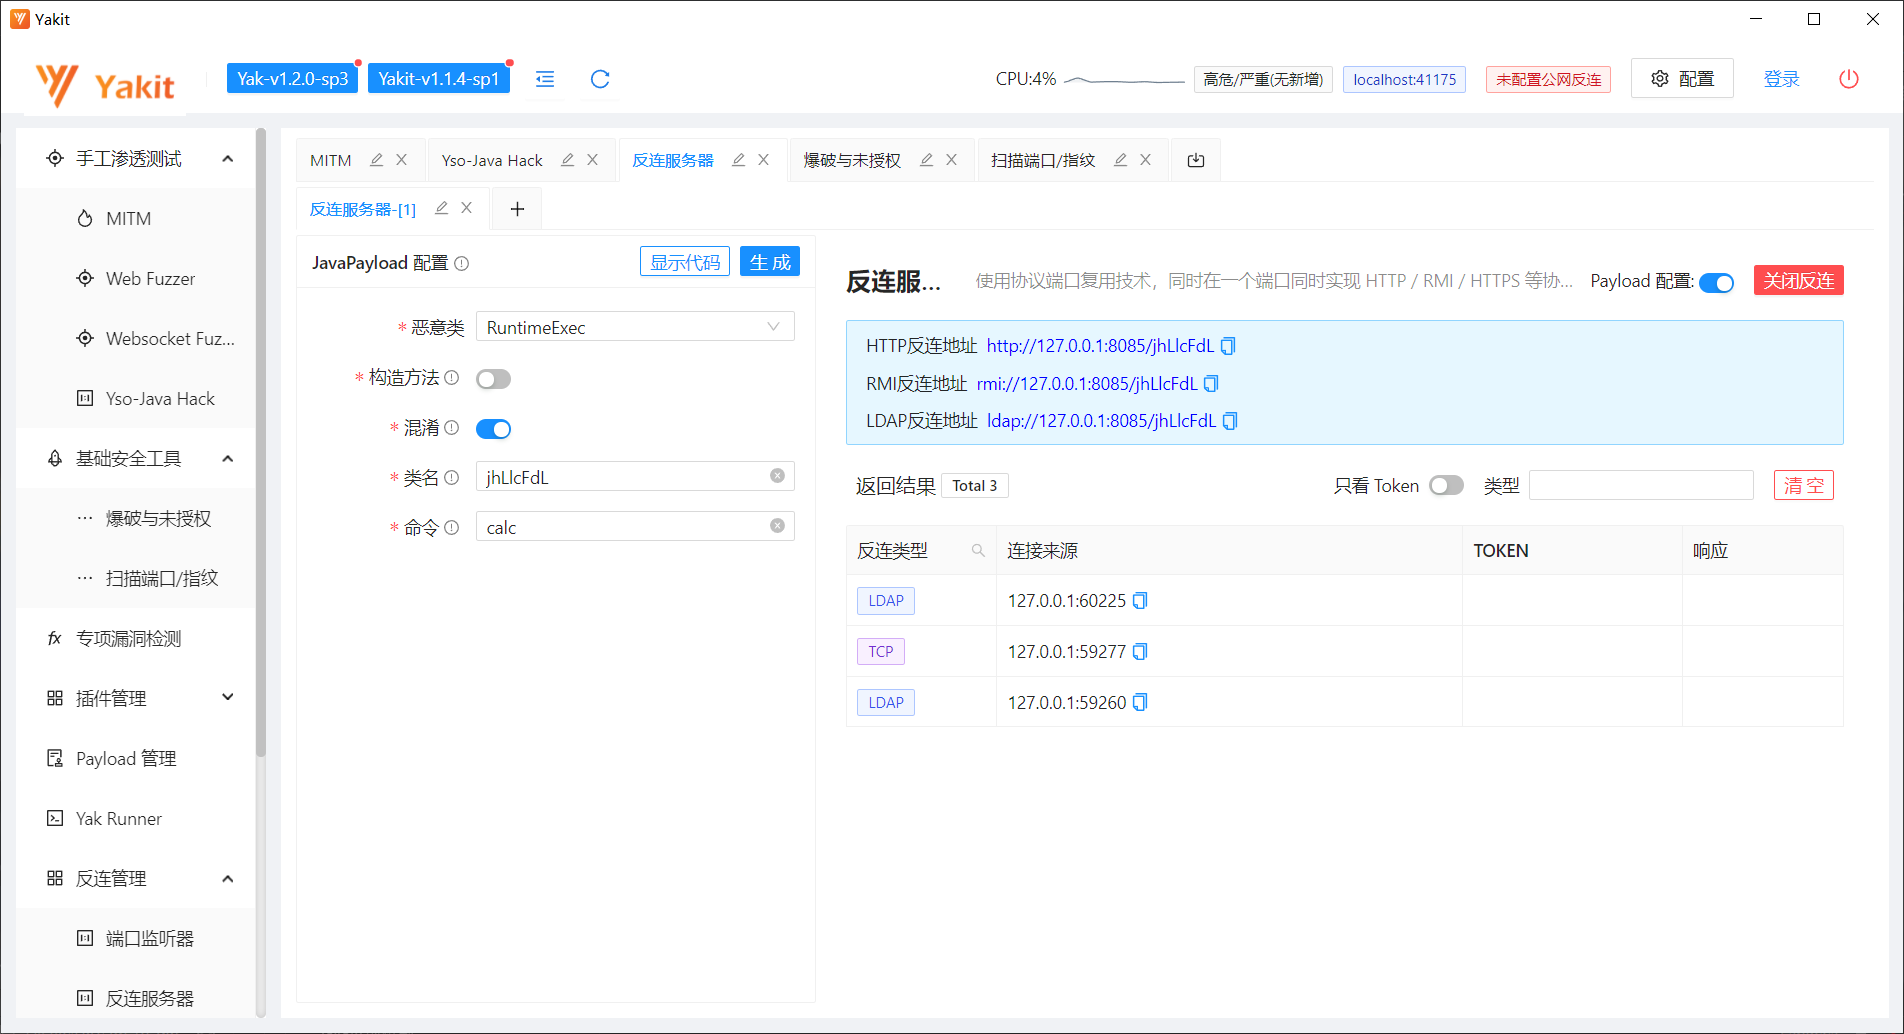 Yakit
Yakit
Yak-v1.2.0-sp3
Yakit-v1.1.4-sp1
CPU:4%
高危/严重(无新增)
localhost:41175
未配置公网反连
配置
登录
手工渗透测试
MITM
Web Fuzzer
Websocket Fuz...
Yso-Java Hack
基础安全工具
爆破与未授权
扫描端口/指纹
专项漏洞检测
插件管理
Payload 管理
Yak Runner
反连管理
端口监听器
反连服务器
MITM
Yso-Java Hack
反连服务器
爆破与未授权
扫描端口/指纹
反连服务器-[1]
JavaPayload 配置
显示代码
生 成
* 恶意类
RuntimeExec
* 构造方法
* 混淆
* 类名
jhLlcFdL
* 命令
calc
反连服...
使用协议端口复用技术，同时在一个端口同时实现 HTTP / RMI / HTTPS 等协...
Payload 配置:
关闭反连
HTTP反连地址 http://127.0.0.1:8085/jhLlcFdL
RMI反连地址 rmi://127.0.0.1:8085/jhLlcFdL
LDAP反连地址 ldap://127.0.0.1:8085/jhLlcFdL
返回结果
Total 3
只看 Token
类型
清 空
反连类型
连接来源
TOKEN
响应
LDAP
127.0.0.1:60225
TCP
127.0.0.1:59277
LDAP
127.0.0.1:59260